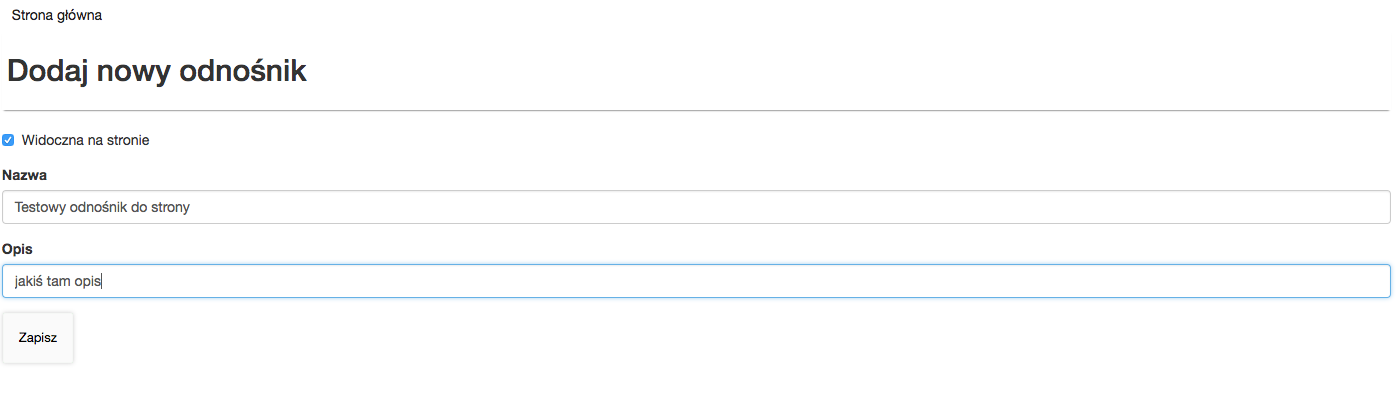 Strona główna
Dodaj nowy odnośnik
Widoczna na stronie
Nazwa
Testowy odnośnik do strony
Opis
jakiś tam opis
Zapisz